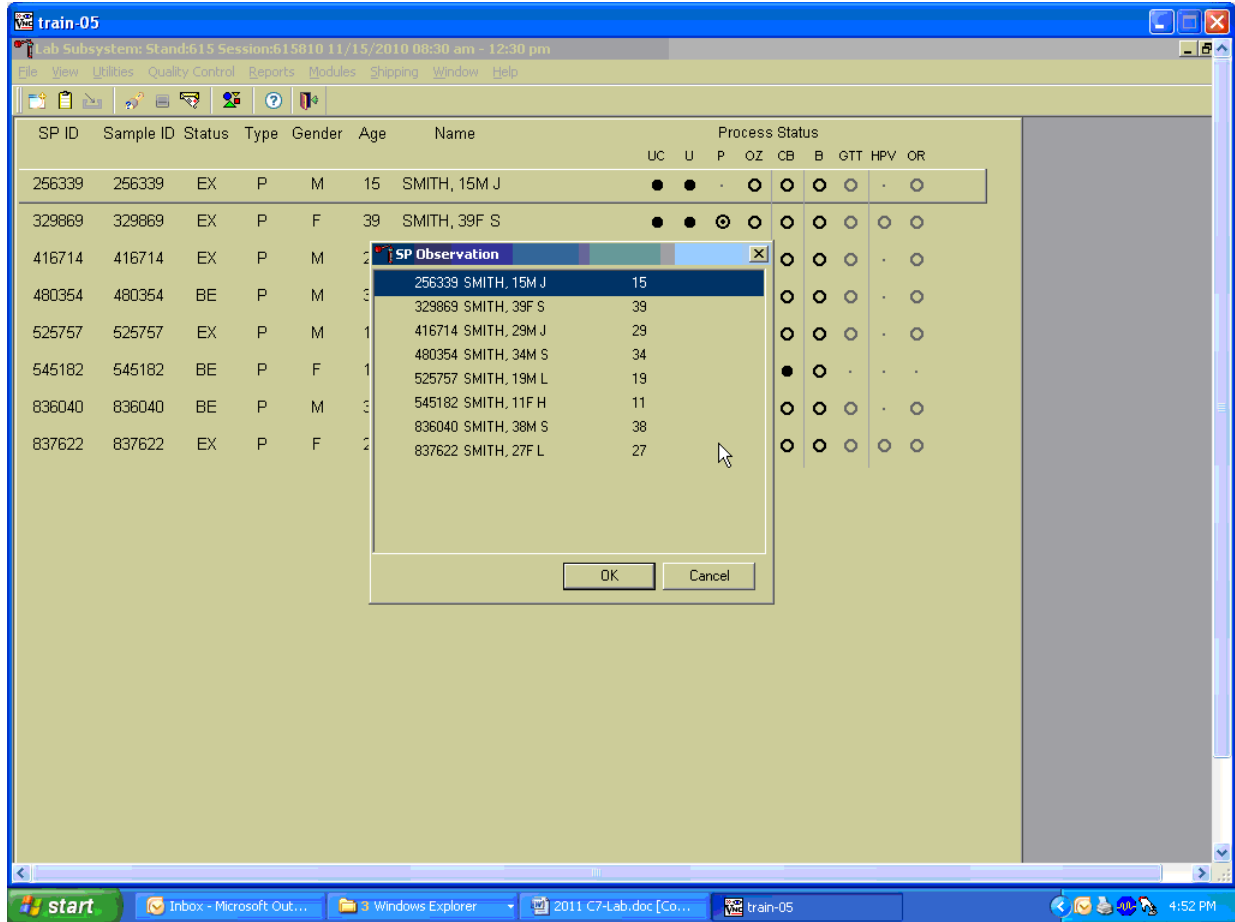 train-05
Lab Subsystem: Stand:615 Session:615810 11/15/2010 08:30 am - 12:30 pm
File View Utilities Quality Control Reports Modules Shipping Window Help
SP ID Sample ID Status Type Gender Age Name Process Status
UC U P OZ CB B GTT HPV OR
256339 256339 EX P M 15 SMITH, 15M J
329869 329869 EX P F 39 SMITH, 39F S
416714 416714 EX P M 2
480354 480354 BE P M 3
525757 525757 EX P M 1
545182 545182 BE P F 1
836040 836040 BE P M 3
837622 837622 EX P F 2
SP Observation
256339 SMITH, 15M J 15
329869 SMITH, 39F S 39
416714 SMITH, 29M J 29
480354 SMITH, 34M S 34
525757 SMITH, 19M L 19
545182 SMITH, 11F H 11
836040 SMITH, 38M S 38
837622 SMITH, 27F L 27
OK Cancel
start Inbox - Microsoft Out... 3 Windows Explorer 2011 C7-Lab.doc [Co... train-05 4:52 PM